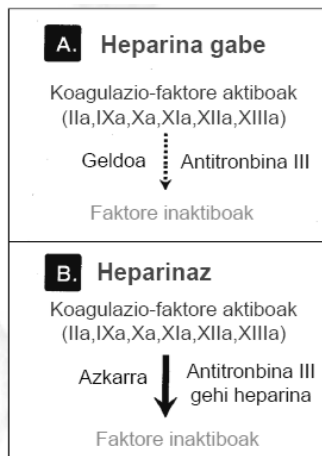 A. Heparina gabe
Koagulazio-faktore aktiboak
(IIa,IXa,Xa,XIa,XIIa,XIIIa)
Geldoa Antitronbina III
Faktore inaktiboak
B. Heparinaz
Koagulazio-faktore aktiboak
(IIa,IXa,Xa,XIa,XIIa,XIIIa)
Azkarra Antitronbina III
gehi heparina
Faktore inaktiboak